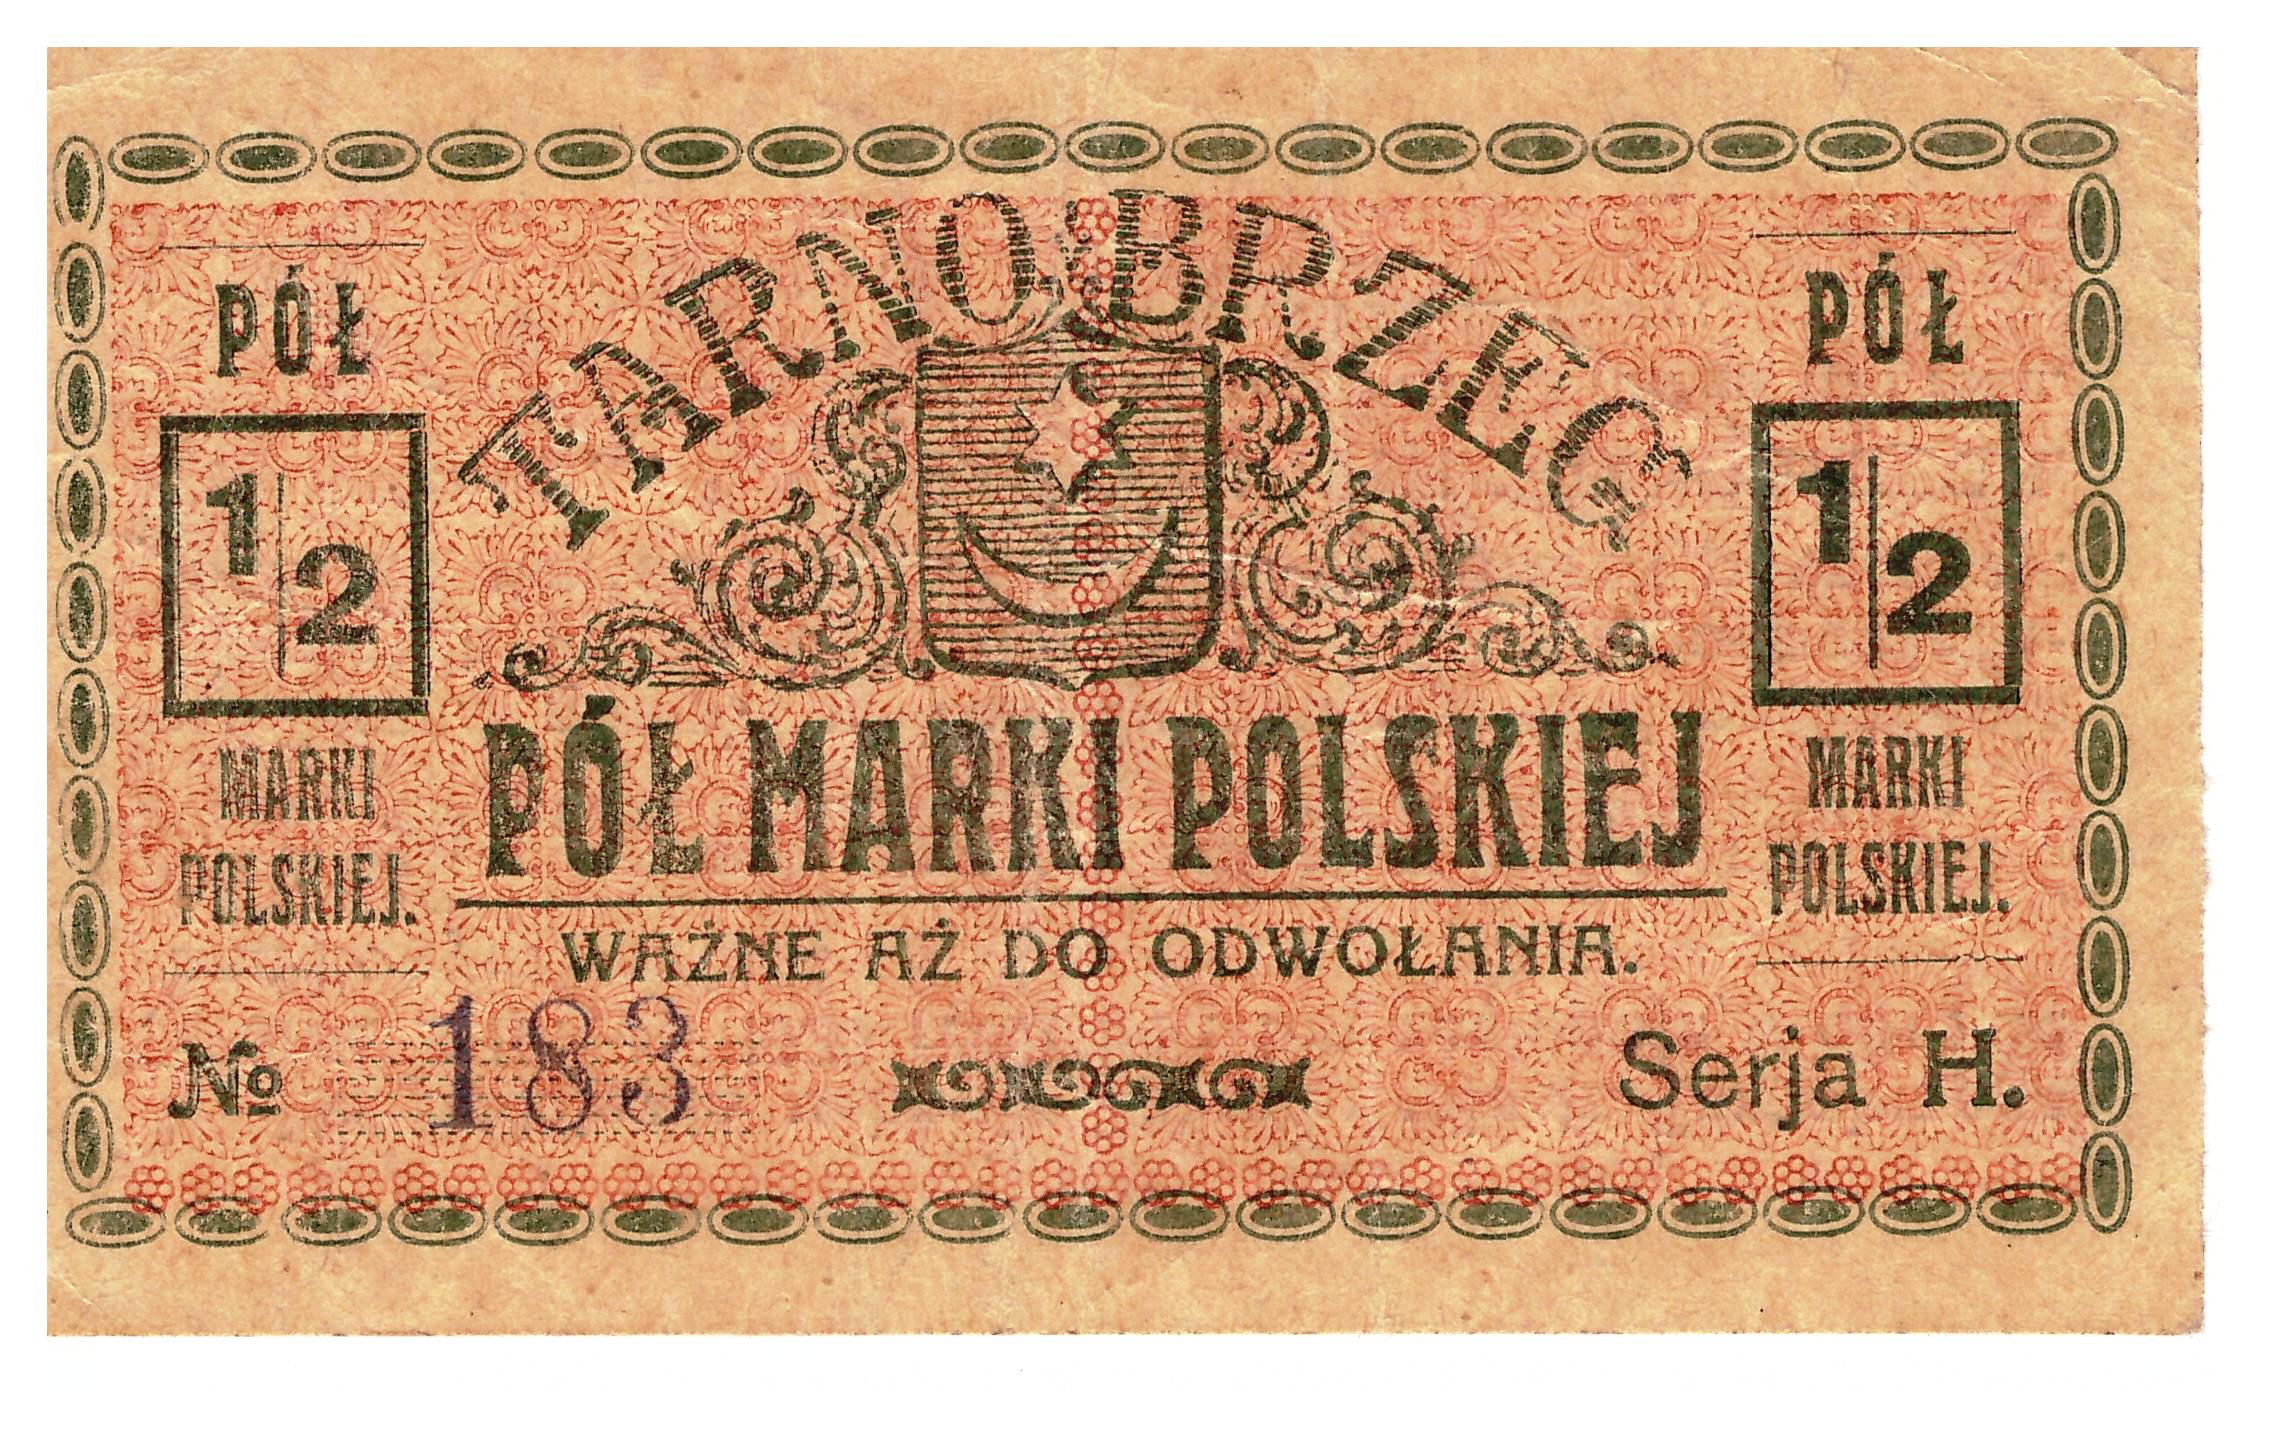 TARNOBRZEG
PÓŁ
1/2
MARKI
POLSKIEJ.
PÓŁ
1/2
MARKI
POLSKIEJ.
PÓŁ MARKI POLSKIEJ
WAŻNE AŻ DO ODWOŁANIA.
№ 183
Serja H.